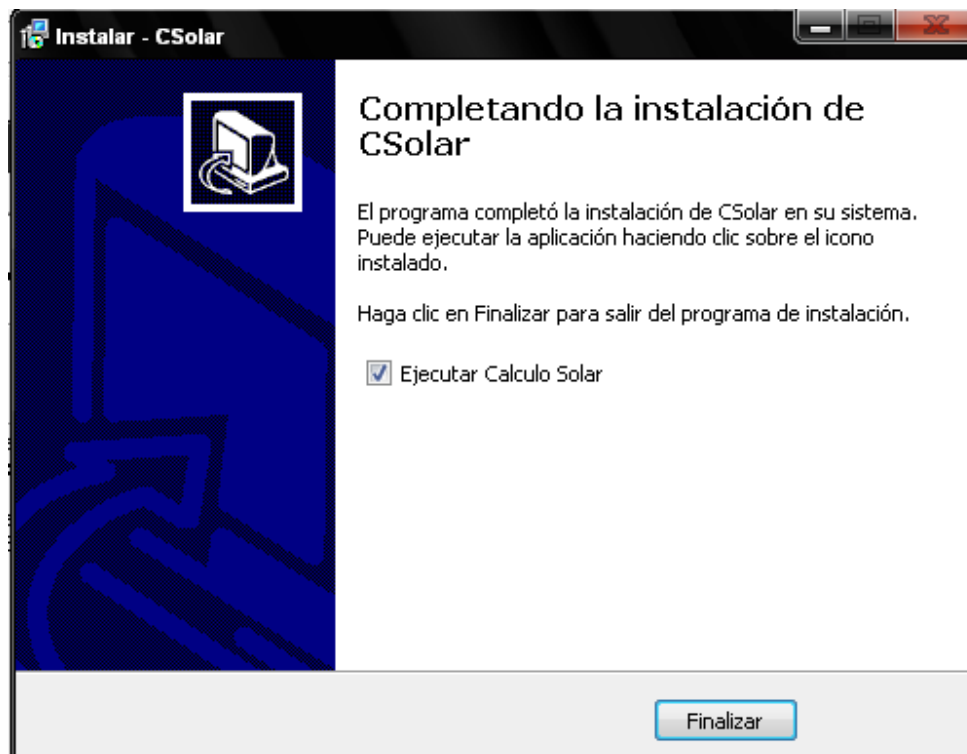 Instalar - CSolar
Completando la instalación de
CSolar
El programa completó la instalación de CSolar en su sistema.
Puede ejecutar la aplicación haciendo clic sobre el icono
instalado.
Haga clic en Finalizar para salir del programa de instalación.
Ejecutar Calculo Solar
Finalizar